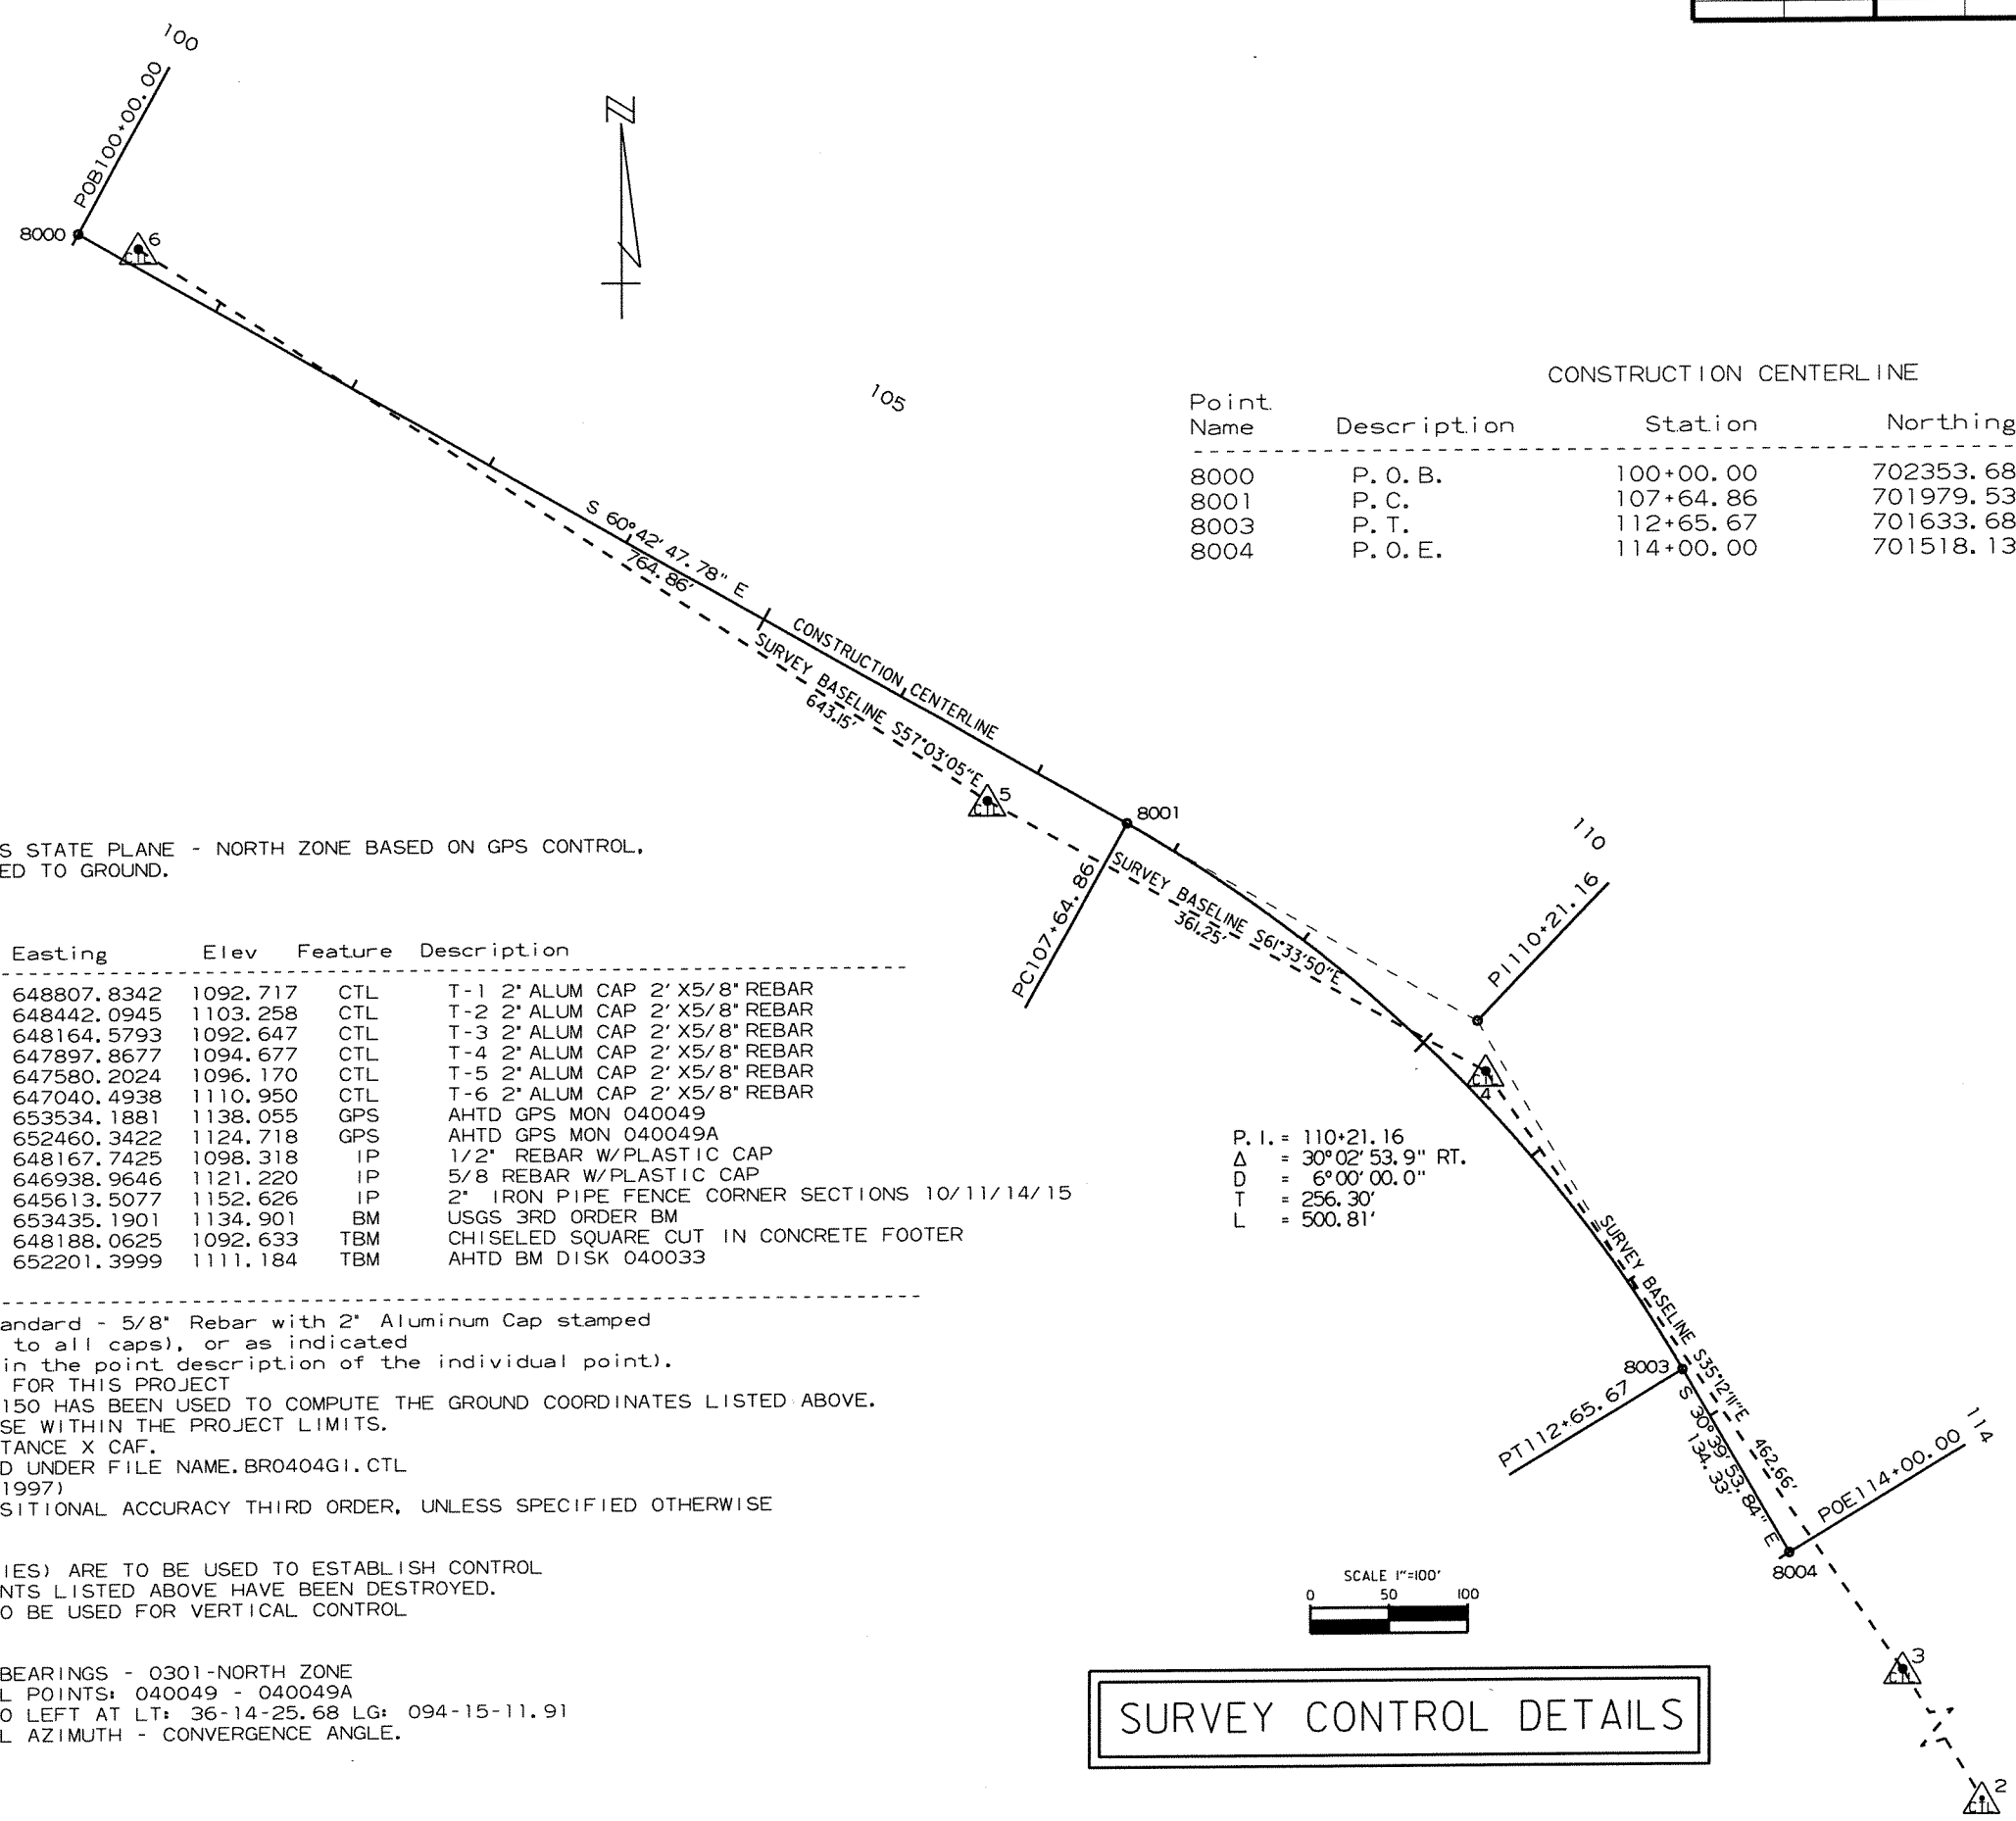 100
POB100+00.00
8000
6
CTL
N
105
S 60°42'47.78" E
764.86'
CONSTRUCTION CENTERLINE
SURVEY BASELINE S57°03'05"E
643.15'
5
CTL
8001
PC107+64.86
SURVEY BASELINE S61°33'50"E
361.25'
110
PI110+21.16
CTL
4
CONSTRUCTION CENTERLINE
Point
Name Description Station Northing
8000 P.O.B. 100+00.00 702353.68
8001 P.C. 107+64.86 701979.53
8003 P.T. 112+65.67 701633.68
8004 P.O.E. 114+00.00 701518.13
S STATE PLANE - NORTH ZONE BASED ON GPS CONTROL,
ED TO GROUND.
Easting Elev Feature Description
648807.8342 1092.717 CTL T-1 2" ALUM CAP 2'X5/8" REBAR
648442.0945 1103.258 CTL T-2 2" ALUM CAP 2'X5/8" REBAR
648164.5793 1092.647 CTL T-3 2" ALUM CAP 2'X5/8" REBAR
647897.8677 1094.677 CTL T-4 2" ALUM CAP 2'X5/8" REBAR
647580.2024 1096.170 CTL T-5 2" ALUM CAP 2'X5/8" REBAR
647040.4938 1110.950 CTL T-6 2" ALUM CAP 2'X5/8" REBAR
653534.1881 1138.055 GPS AHTD GPS MON 040049
652460.3422 1124.718 GPS AHTD GPS MON 040049A
648167.7425 1098.318 IP 1/2" REBAR W/PLASTIC CAP
646938.9646 1121.220 IP 5/8 REBAR W/PLASTIC CAP
645613.5077 1152.626 IP 2" IRON PIPE FENCE CORNER SECTIONS 10/11/14/15
653435.1901 1134.901 BM USGS 3RD ORDER BM
648188.0625 1092.633 TBM CHISELED SQUARE CUT IN CONCRETE FOOTER
652201.3999 1111.184 TBM AHTD BM DISK 040033
andard - 5/8" Rebar with 2" Aluminum Cap stamped
to all caps), or as indicated
in the point description of the individual point).
FOR THIS PROJECT
150 HAS BEEN USED TO COMPUTE THE GROUND COORDINATES LISTED ABOVE.
SE WITHIN THE PROJECT LIMITS.
TANCE X CAF.
D UNDER FILE NAME.BR0404G1.CTL
1997)
SITIONAL ACCURACY THIRD ORDER, UNLESS SPECIFIED OTHERWISE
IES) ARE TO BE USED TO ESTABLISH CONTROL
NTS LISTED ABOVE HAVE BEEN DESTROYED.
O BE USED FOR VERTICAL CONTROL
BEARINGS - 0301-NORTH ZONE
L POINTS: 040049 - 040049A
O LEFT AT LT: 36-14-25.68 LG: 094-15-11.91
L AZIMUTH - CONVERGENCE ANGLE.
P.I. = 110+21.16
Δ = 30°02'53.9" RT.
D = 6°00'00.0"
T = 256.30'
L = 500.81'
SURVEY BASELINE S35°12'11"E 462.66'
8003
PT112+65.67
S 30°39'53.84" E
134.33'
114
POE114+00.00
8004
SCALE 1"=100'
0 50 100
3
CTL
2
CTL
SURVEY CONTROL DETAILS